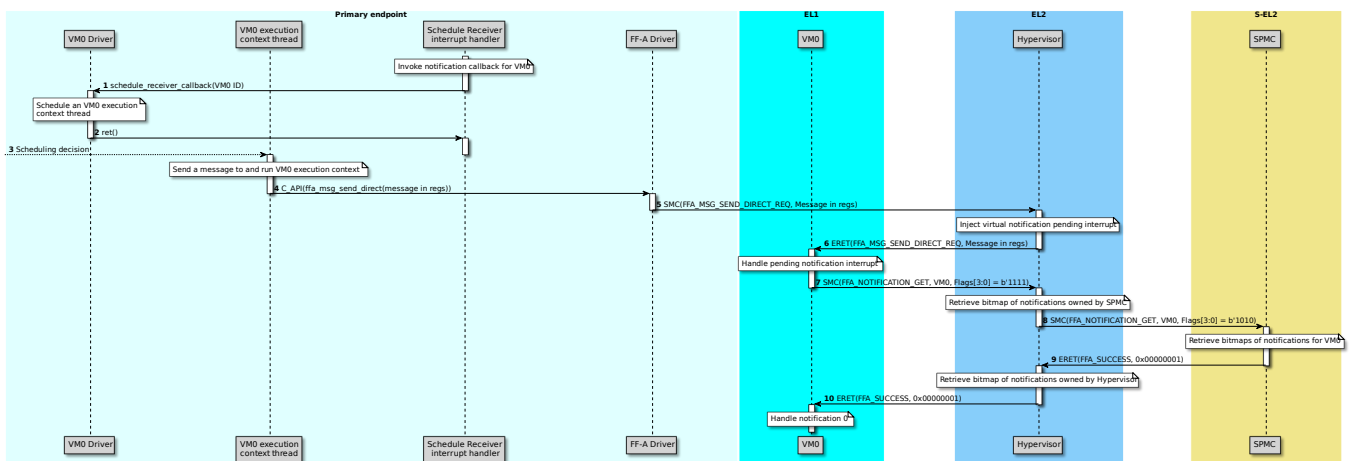 Primary endpoint
EL1
EL2
S-EL2
VM0 Driver
VM0 execution
context thread
Schedule Receiver
interrupt handler
FF-A Driver
VM0
Hypervisor
SPMC
Invoke notification callback for VM0
1 schedule_receiver_callback(VM0 ID)
Schedule an VM0 execution
context thread
2 ret()
3 Scheduling decision
Send a message to and run VM0 execution context
4 C_API(ffa_msg_send_direct(message in regs))
5 SMC(FFA_MSG_SEND_DIRECT_REQ, Message in regs)
Inject virtual notification pending interrupt
6 ERET(FFA_MSG_SEND_DIRECT_REQ, Message in regs)
Handle pending notification interrupt
7 SMC(FFA_NOTIFICATION_GET, VM0, Flags[3:0] = b'1111)
Retrieve bitmap of notifications owned by SPMC
8 SMC(FFA_NOTIFICATION_GET, VM0, Flags[3:0] = b'1010)
Retrieve bitmaps of notifications for VM0
9 ERET(FFA_SUCCESS, 0x00000001)
Retrieve bitmap of notifications owned by Hypervisor
10 ERET(FFA_SUCCESS, 0x00000001)
Handle notification 0
VM0 Driver
VM0 execution
context thread
Schedule Receiver
interrupt handler
FF-A Driver
VM0
Hypervisor
SPMC